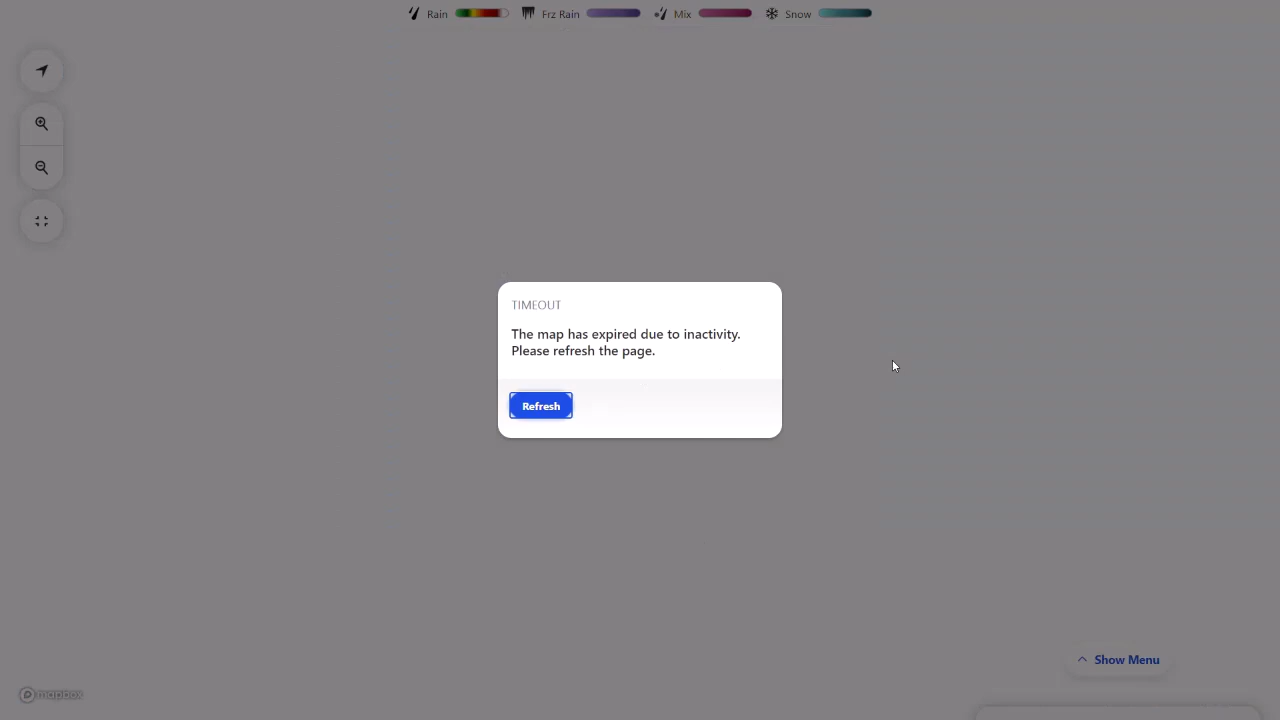 Rain Frz Rain Mix Snow
TIMEOUT
The map has expired due to inactivity.
Please refresh the page.
Refresh
Show Menu
mapbox